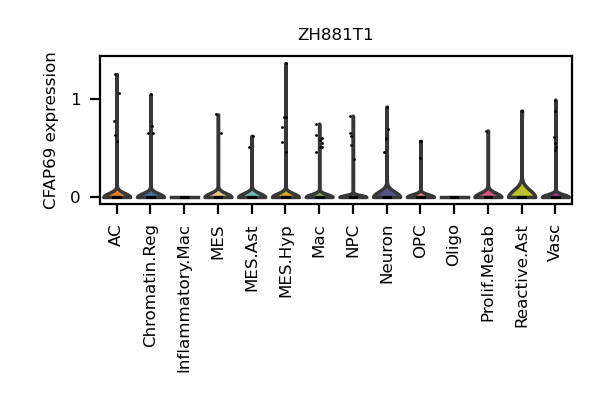 ZH881T1
CFAP69 expression
1
0
AC
Chromatin.Reg
Inflammatory.Mac
MES
MES.Ast
MES.Hyp
Mac
NPC
Neuron
OPC
Oligo
Prolif.Metab
Reactive.Ast
Vasc